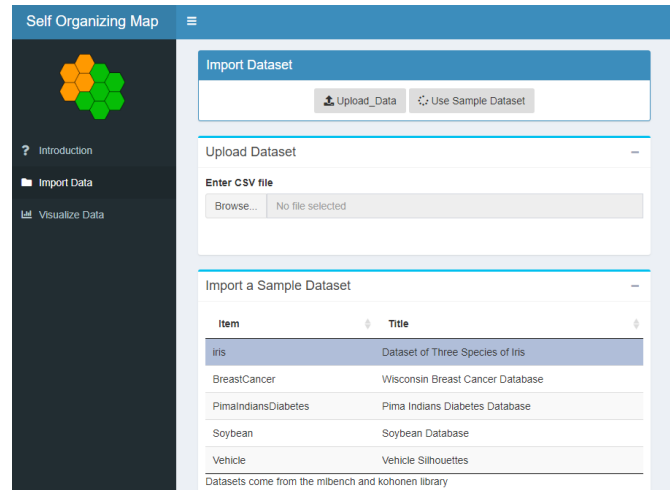 Self Organizing Map
Import Dataset
Upload_Data Use Sample Dataset
? Introduction
Import Data
Visualize Data
Upload Dataset
Enter CSV file
Browse... No file selected
Import a Sample Dataset
Item Title
iris Dataset of Three Species of Iris
BreastCancer Wisconsin Breast Cancer Database
PimaIndiansDiabetes Pima Indians Diabetes Database
Soybean Soybean Database
Vehicle Vehicle Silhouettes
Datasets come from the mlbench and kohonen library